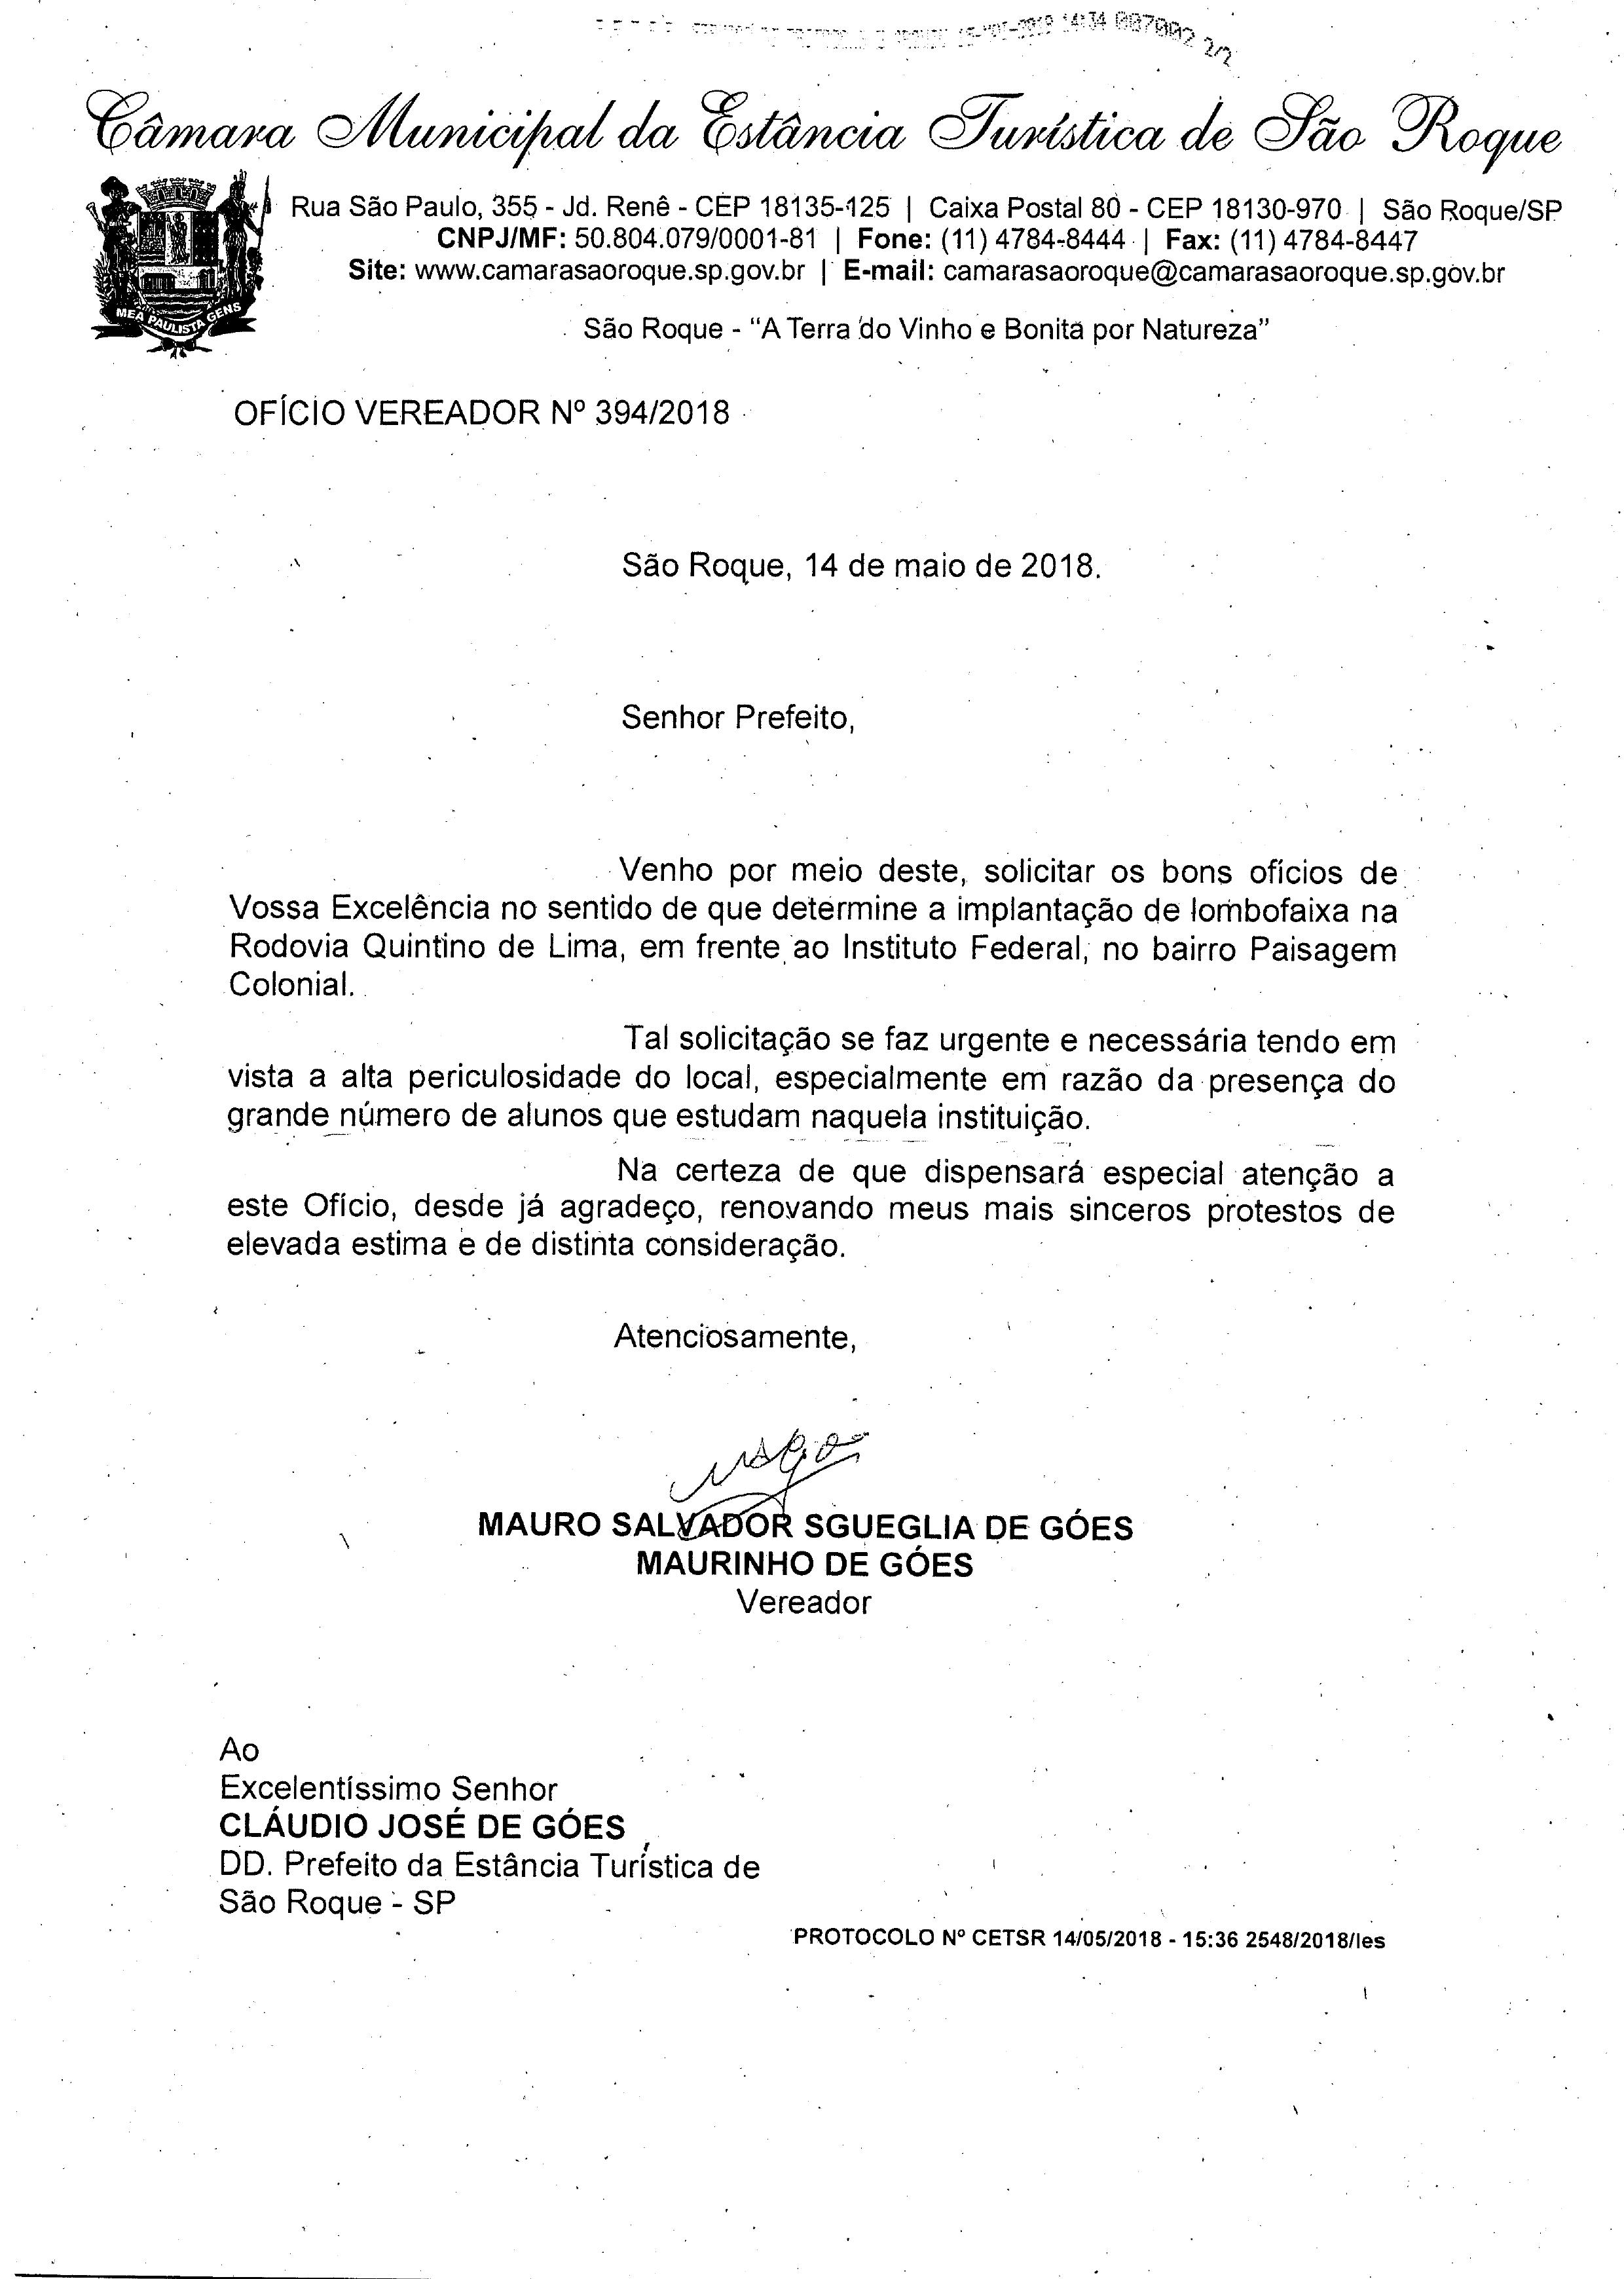 14:34 007002 2/2
Câmara Municipal da Estância Turística de São Roque
Rua São Paulo, 355 - Jd. Renê - CEP 18135-125 | Caixa Postal 80 - CEP 18130-970 | São Roque/SP
CNPJ/MF: 50.804.079/0001-81 | Fone: (11) 4784-8444 | Fax: (11) 4784-8447
Site: www.camarasaoroque.sp.gov.br | E-mail: camarasaoroque@camarasaoroque.sp.gov.br
MEA PAULISTA GENS
São Roque - “A Terra do Vinho e Bonita por Natureza”
OFÍCIO VEREADOR Nº 394/2018
São Roque, 14 de maio de 2018.
Senhor Prefeito,
Venho por meio deste, solicitar os bons ofícios de
Vossa Excelência no sentido de que determine a implantação de lombofaixa na
Rodovia Quintino de Lima, em frente ao Instituto Federal, no bairro Paisagem
Colonial.
Tal solicitação se faz urgente e necessária tendo em
vista a alta periculosidade do local, especialmente em razão da presença do
grande número de alunos que estudam naquela instituição.
Na certeza de que dispensará especial atenção a
este Ofício, desde já agradeço, renovando meus mais sinceros protestos de
elevada estima e de distinta consideração.
Atenciosamente,
MAURO SALVADOR SGUEGLIA DE GÓES
MAURINHO DE GÓES
Vereador
Ao
Excelentíssimo Senhor
CLÁUDIO JOSÉ DE GÓES
DD. Prefeito da Estância Turística de
São Roque - SP
PROTOCOLO Nº CETSR 14/05/2018 - 15:36 2548/2018/les